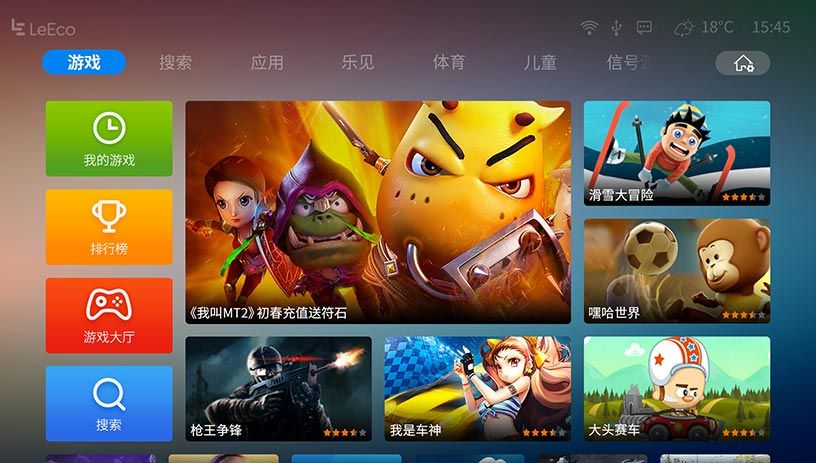 LeEco
18°C
15:45
游戏
搜索
应用
乐见
体育
儿童
信号源
我的游戏
排行榜
游戏大厅
搜索
《我叫MT2》初春充值送符石
滑雪大冒险
嘿哈世界
枪王争锋
我是车神
大头赛车